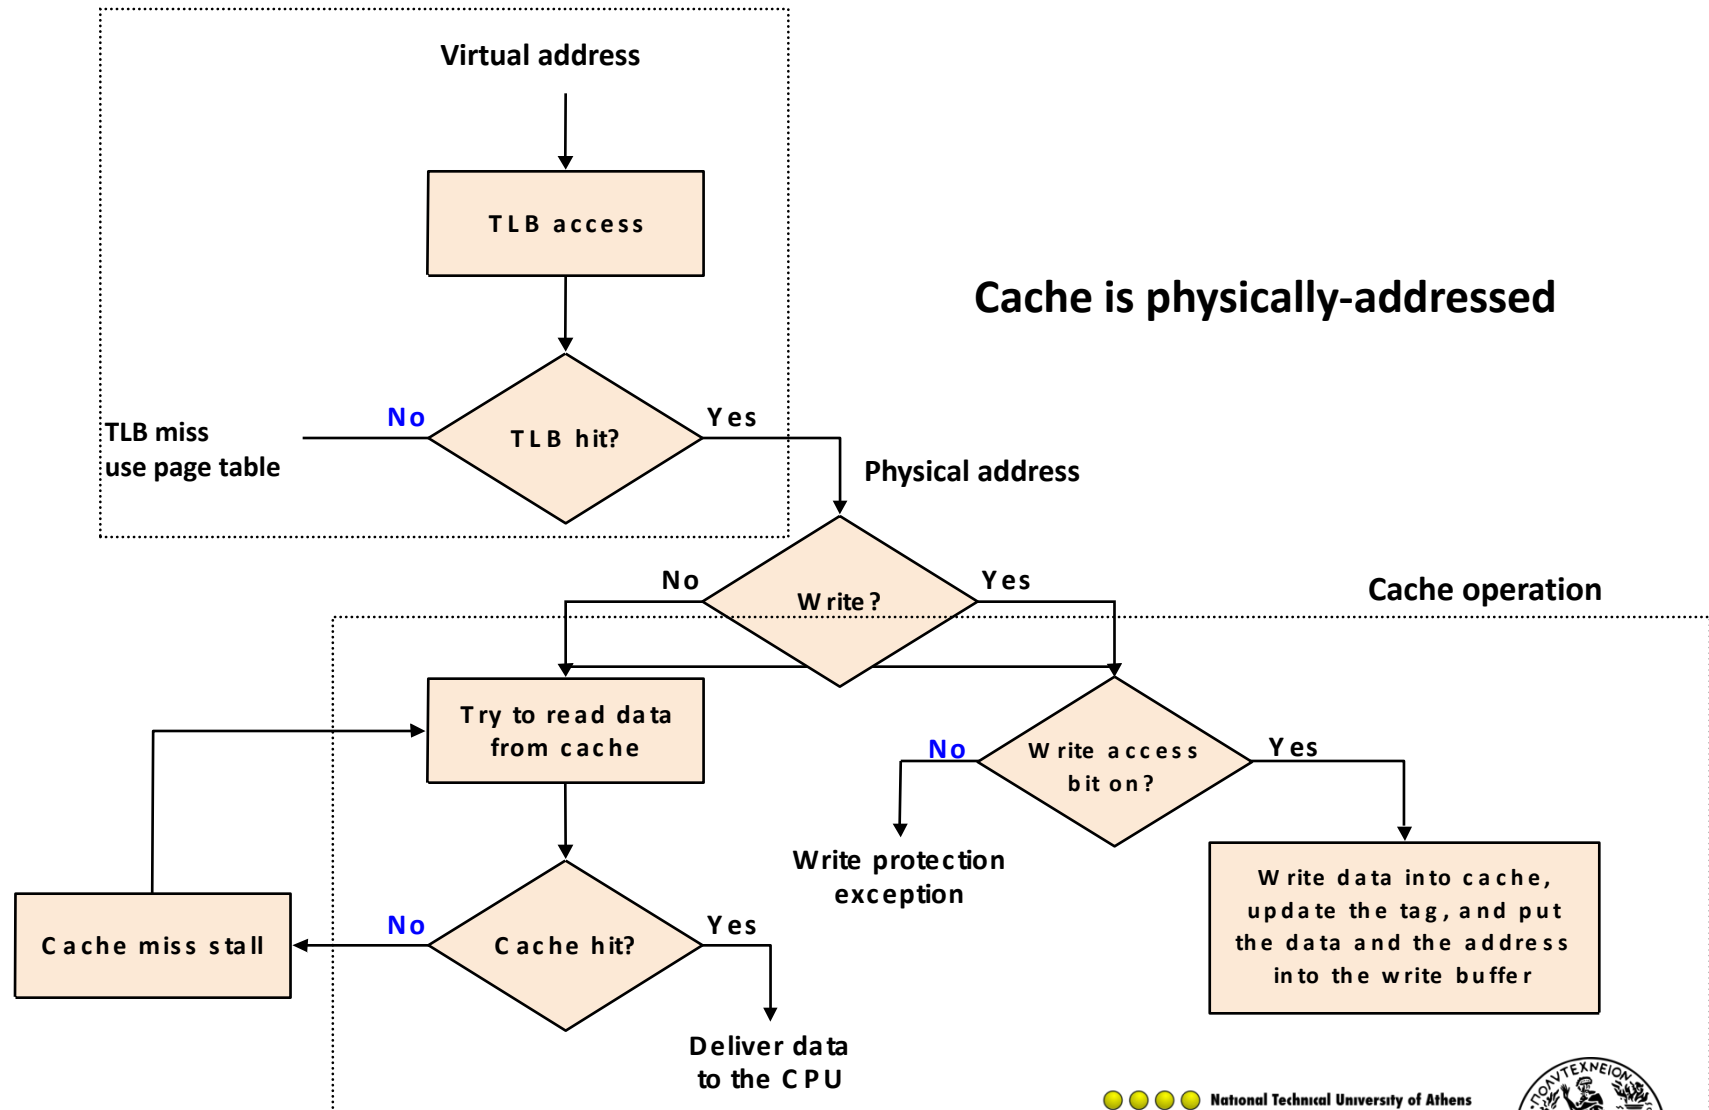 Virtual address
TLB access
Cache is physically-addressed
No
Yes
TLB hit?
TLB miss
use page table
Physical address
No
Yes
Write?
Cache operation
Try to read data
from cache
No
Write access
bit on?
Yes
Write protection
exception
Write data into cache,
update the tag, and put
the data and the address
into the write buffer
Cache miss stall
No
Cache hit?
Yes
Deliver data
to the CPU
National Technical University of Athens